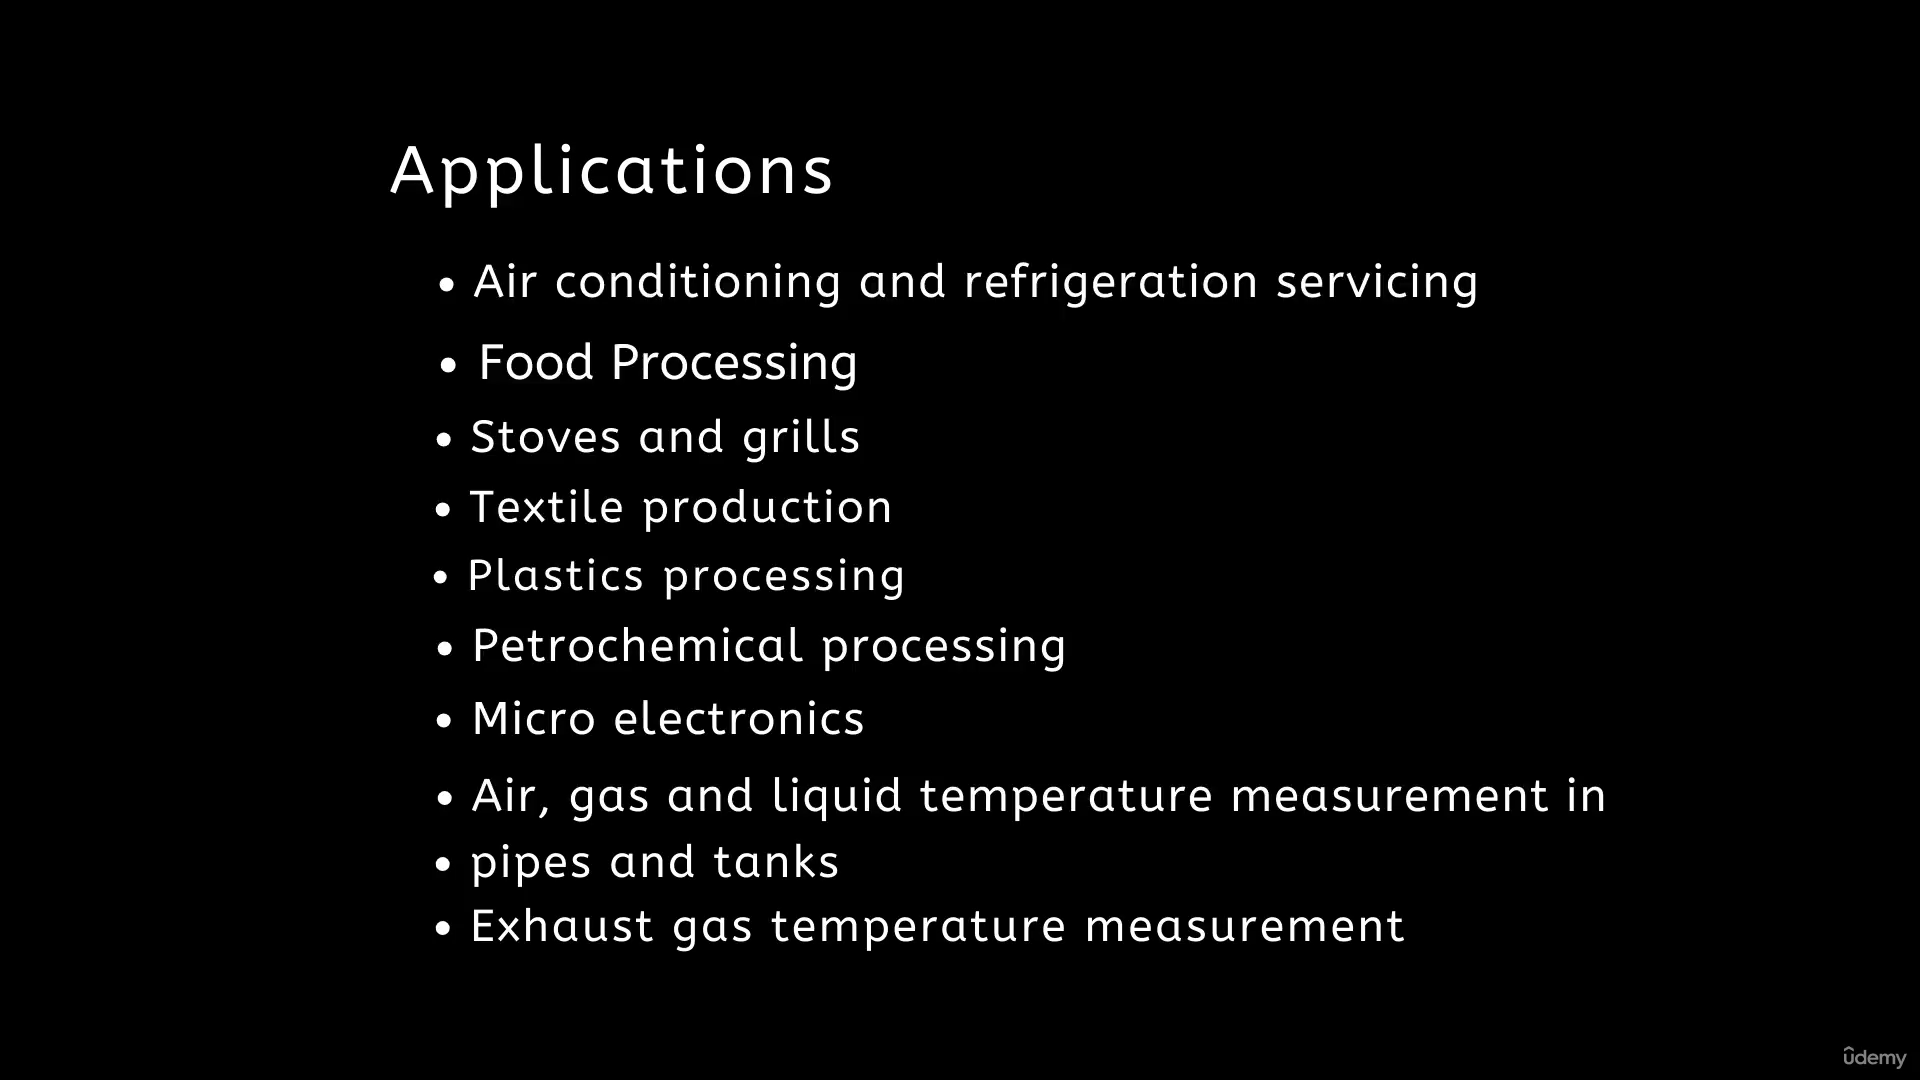 Applications
• Air conditioning and refrigeration servicing
• Food Processing
• Stoves and grills
• Textile production
• Plastics processing
• Petrochemical processing
• Micro electronics
• Air, gas and liquid temperature measurement in
• pipes and tanks
• Exhaust gas temperature measurement
ûdemy